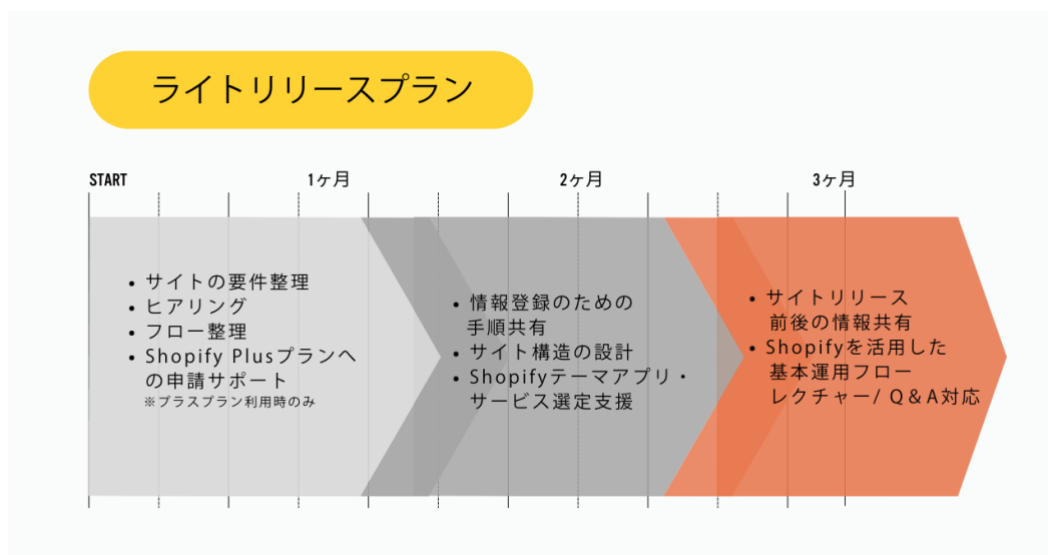 ライトリリースプラン
START
1ヶ月
2ヶ月
3ヶ月
• サイトの要件整理
• ヒアリング
• フロー整理
• Shopify Plusプランへ
の申請サポート
※プラスプラン利用時のみ
• 情報登録のための
手順共有
• サイト構造の設計
• Shopifyテーマアプリ・
サービス選定支援
• サイトリリース
前後の情報共有
• Shopifyを活用した
基本運用フロー
レクチャー/ Q&A対応